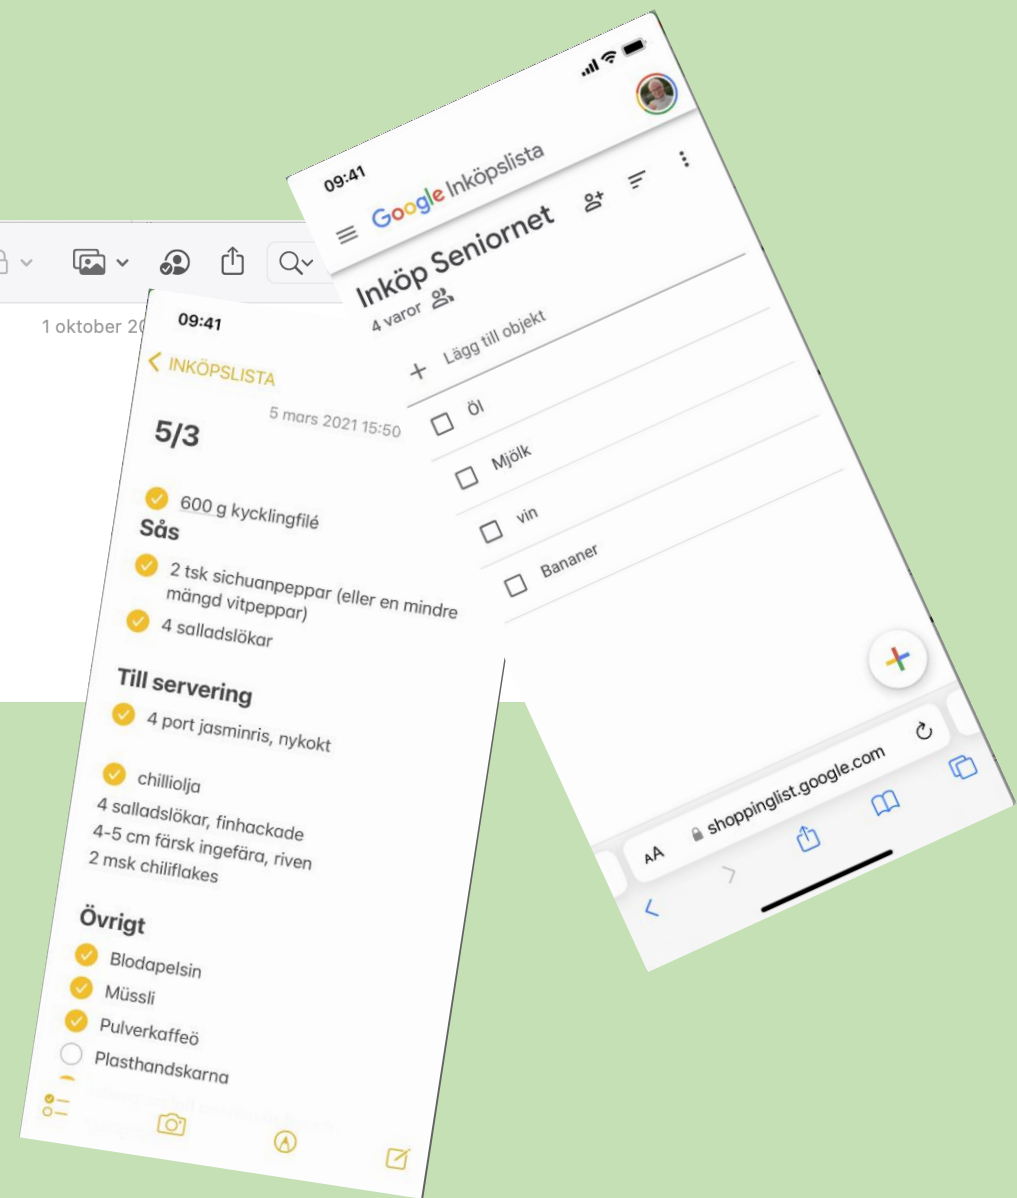 09:41
Google Inköpslista
Inköp Seniornet
4 varor
Lägg till objekt
Öl
Mjölk
vin
Bananer
AA shoppinglist.google.com
1 oktober 20
09:41
INKÖPSLISTA
5 mars 2021 15:50
5/3
600 g kycklingfilé
Sås
2 tsk sichuanpeppar (eller en mindre
mängd vitpeppar)
4 salladslökar
Till servering
4 port jasminris, nykokt
chilliolja
4 salladslökar, finhackade
4-5 cm färsk ingefära, riven
2 msk chiliflakes
Övrigt
Blodapelsin
Müssli
Pulverkaffeö
Plasthandskarna